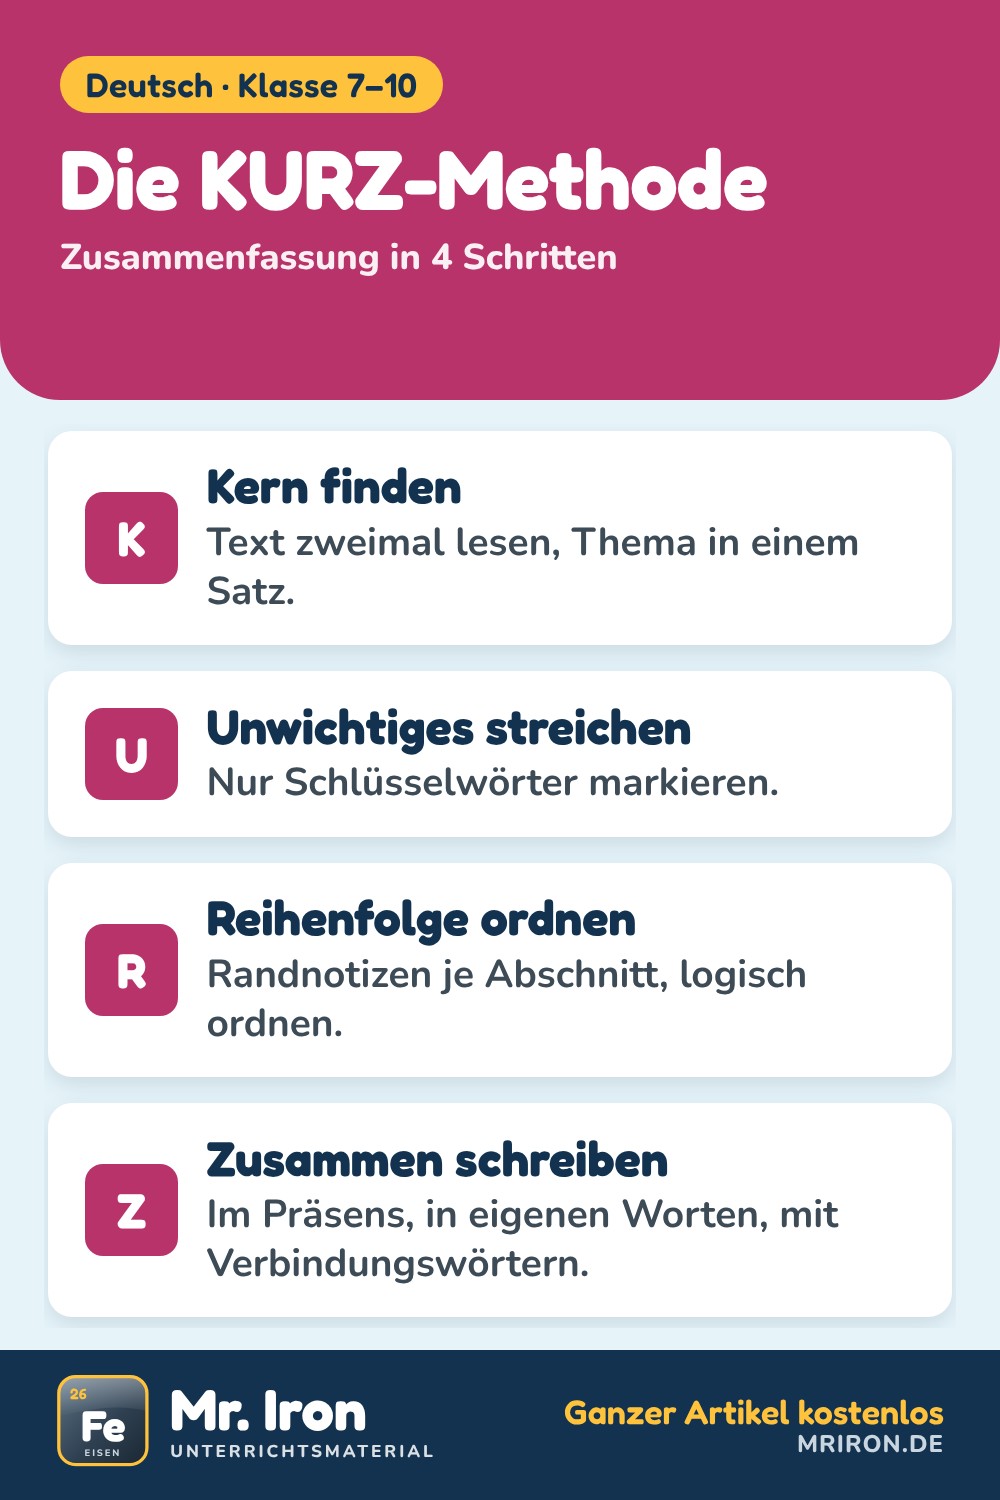 Deutsch · Klasse 7–10
Die KURZ-Methode
Zusammenfassung in 4 Schritten
K
Kern finden
Text zweimal lesen, Thema in einem
Satz.
U
Unwichtiges streichen
Nur Schlüsselwörter markieren.
R
Reihenfolge ordnen
Randnotizen je Abschnitt, logisch
ordnen.
Z
Zusammen schreiben
Im Präsens, in eigenen Worten, mit
Verbindungswörtern.
26
Fe
EISEN
Mr. Iron
UNTERRICHTSMATERIAL
Ganzer Artikel kostenlos
MRIRON.DE